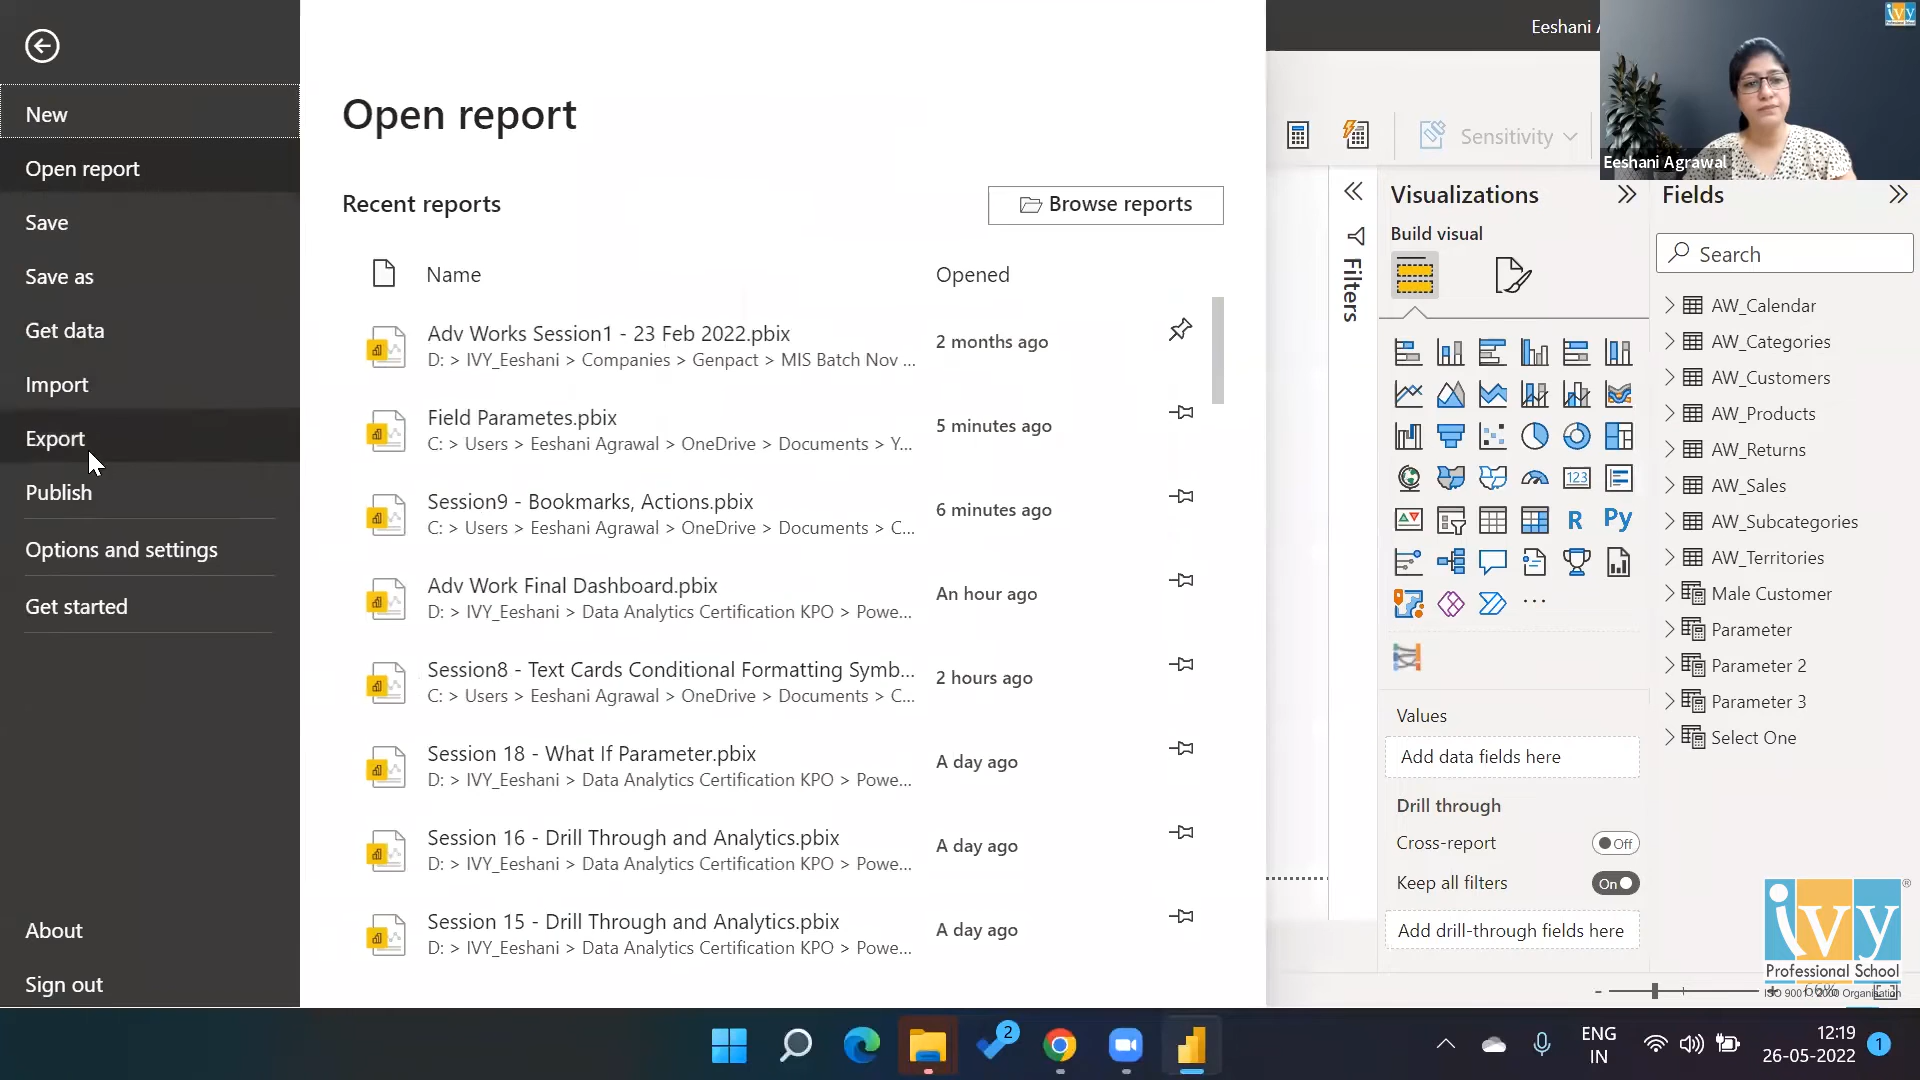 New
Open report
Save
Save as
Get data
Import
Export
Publish
Options and settings
Get started
About
Sign out
Open report
Recent reports
Browse reports
Name
Opened
Adv Works Session1 - 23 Feb 2022.pbix
D: > IVY_Eeshani > Companies > Genpact > MIS Batch Nov ...
2 months ago
Field Parametes.pbix
C: > Users > Eeshani Agrawal > OneDrive > Documents > Y...
5 minutes ago
Session9 - Bookmarks, Actions.pbix
C: > Users > Eeshani Agrawal > OneDrive > Documents > C...
6 minutes ago
Adv Work Final Dashboard.pbix
D: > IVY_Eeshani > Data Analytics Certification KPO > Powe...
An hour ago
Session8 - Text Cards Conditional Formatting Symb...
C: > Users > Eeshani Agrawal > OneDrive > Documents > C...
2 hours ago
Session 18 - What If Parameter.pbix
D: > IVY_Eeshani > Data Analytics Certification KPO > Powe...
A day ago
Session 16 - Drill Through and Analytics.pbix
D: > IVY_Eeshani > Data Analytics Certification KPO > Powe...
A day ago
Session 15 - Drill Through and Analytics.pbix
D: > IVY_Eeshani > Data Analytics Certification KPO > Powe...
A day ago
Eeshani A
ivy
Eeshani Agrawal
Sensitivity
Filters
Visualizations
Build visual
123
R
Py
...
Values
Add data fields here
Drill through
Cross-report
Off
Keep all filters
On
Add drill-through fields here
Fields
Search
AW_Calendar
AW_Categories
AW_Customers
AW_Products
AW_Returns
AW_Sales
AW_Subcategories
AW_Territories
Male Customer
Parameter
Parameter 2
Parameter 3
Select One
ivy®
Professional School
2
ENG
IN
12:19
26-05-2022
1